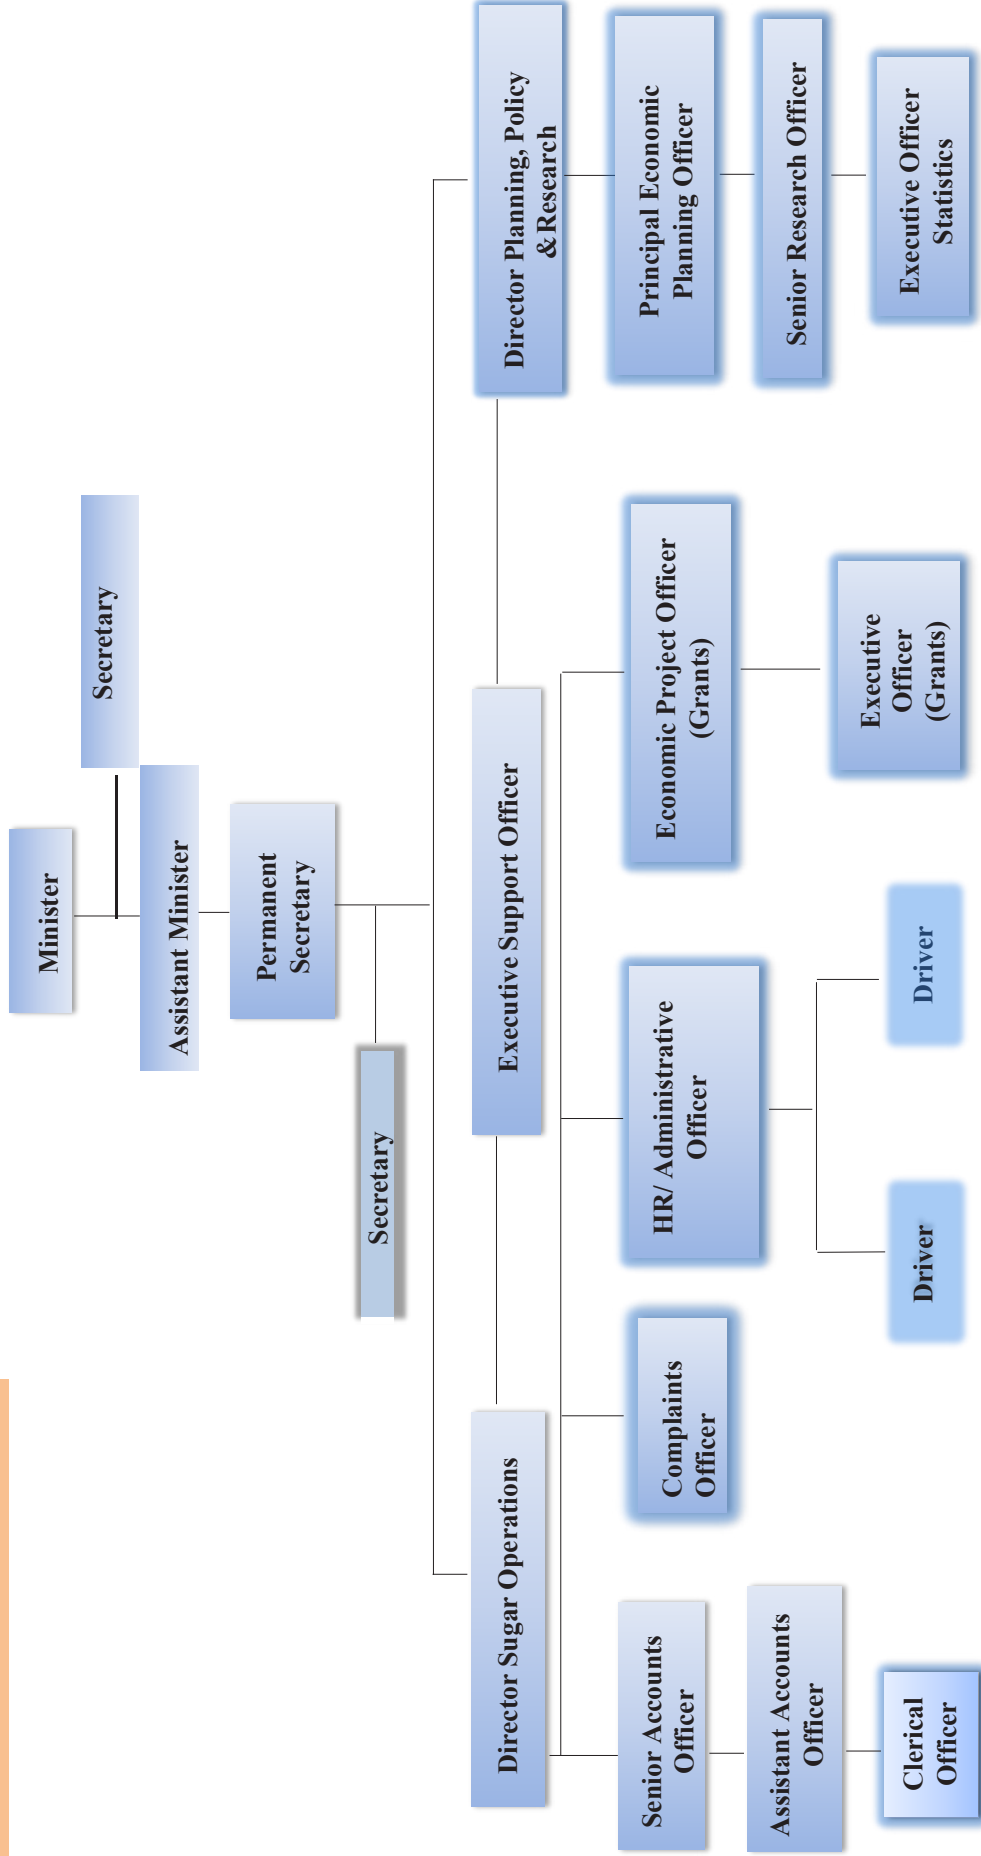 Minister
Secretary
Assistant Minister
Permanent
Secretary
Secretary
Director Sugar Operations
Executive Support Officer
Director Planning, Policy
&Research
Senior Accounts
Officer
Complaints
Officer
HR/ Administrative
Officer
Economic Project Officer
(Grants)
Principal Economic
Planning Officer
Assistant Accounts
Officer
Senior Research Officer
Clerical
Officer
Driver
Driver
Executive
Officer
(Grants)
Executive Officer
Statistics